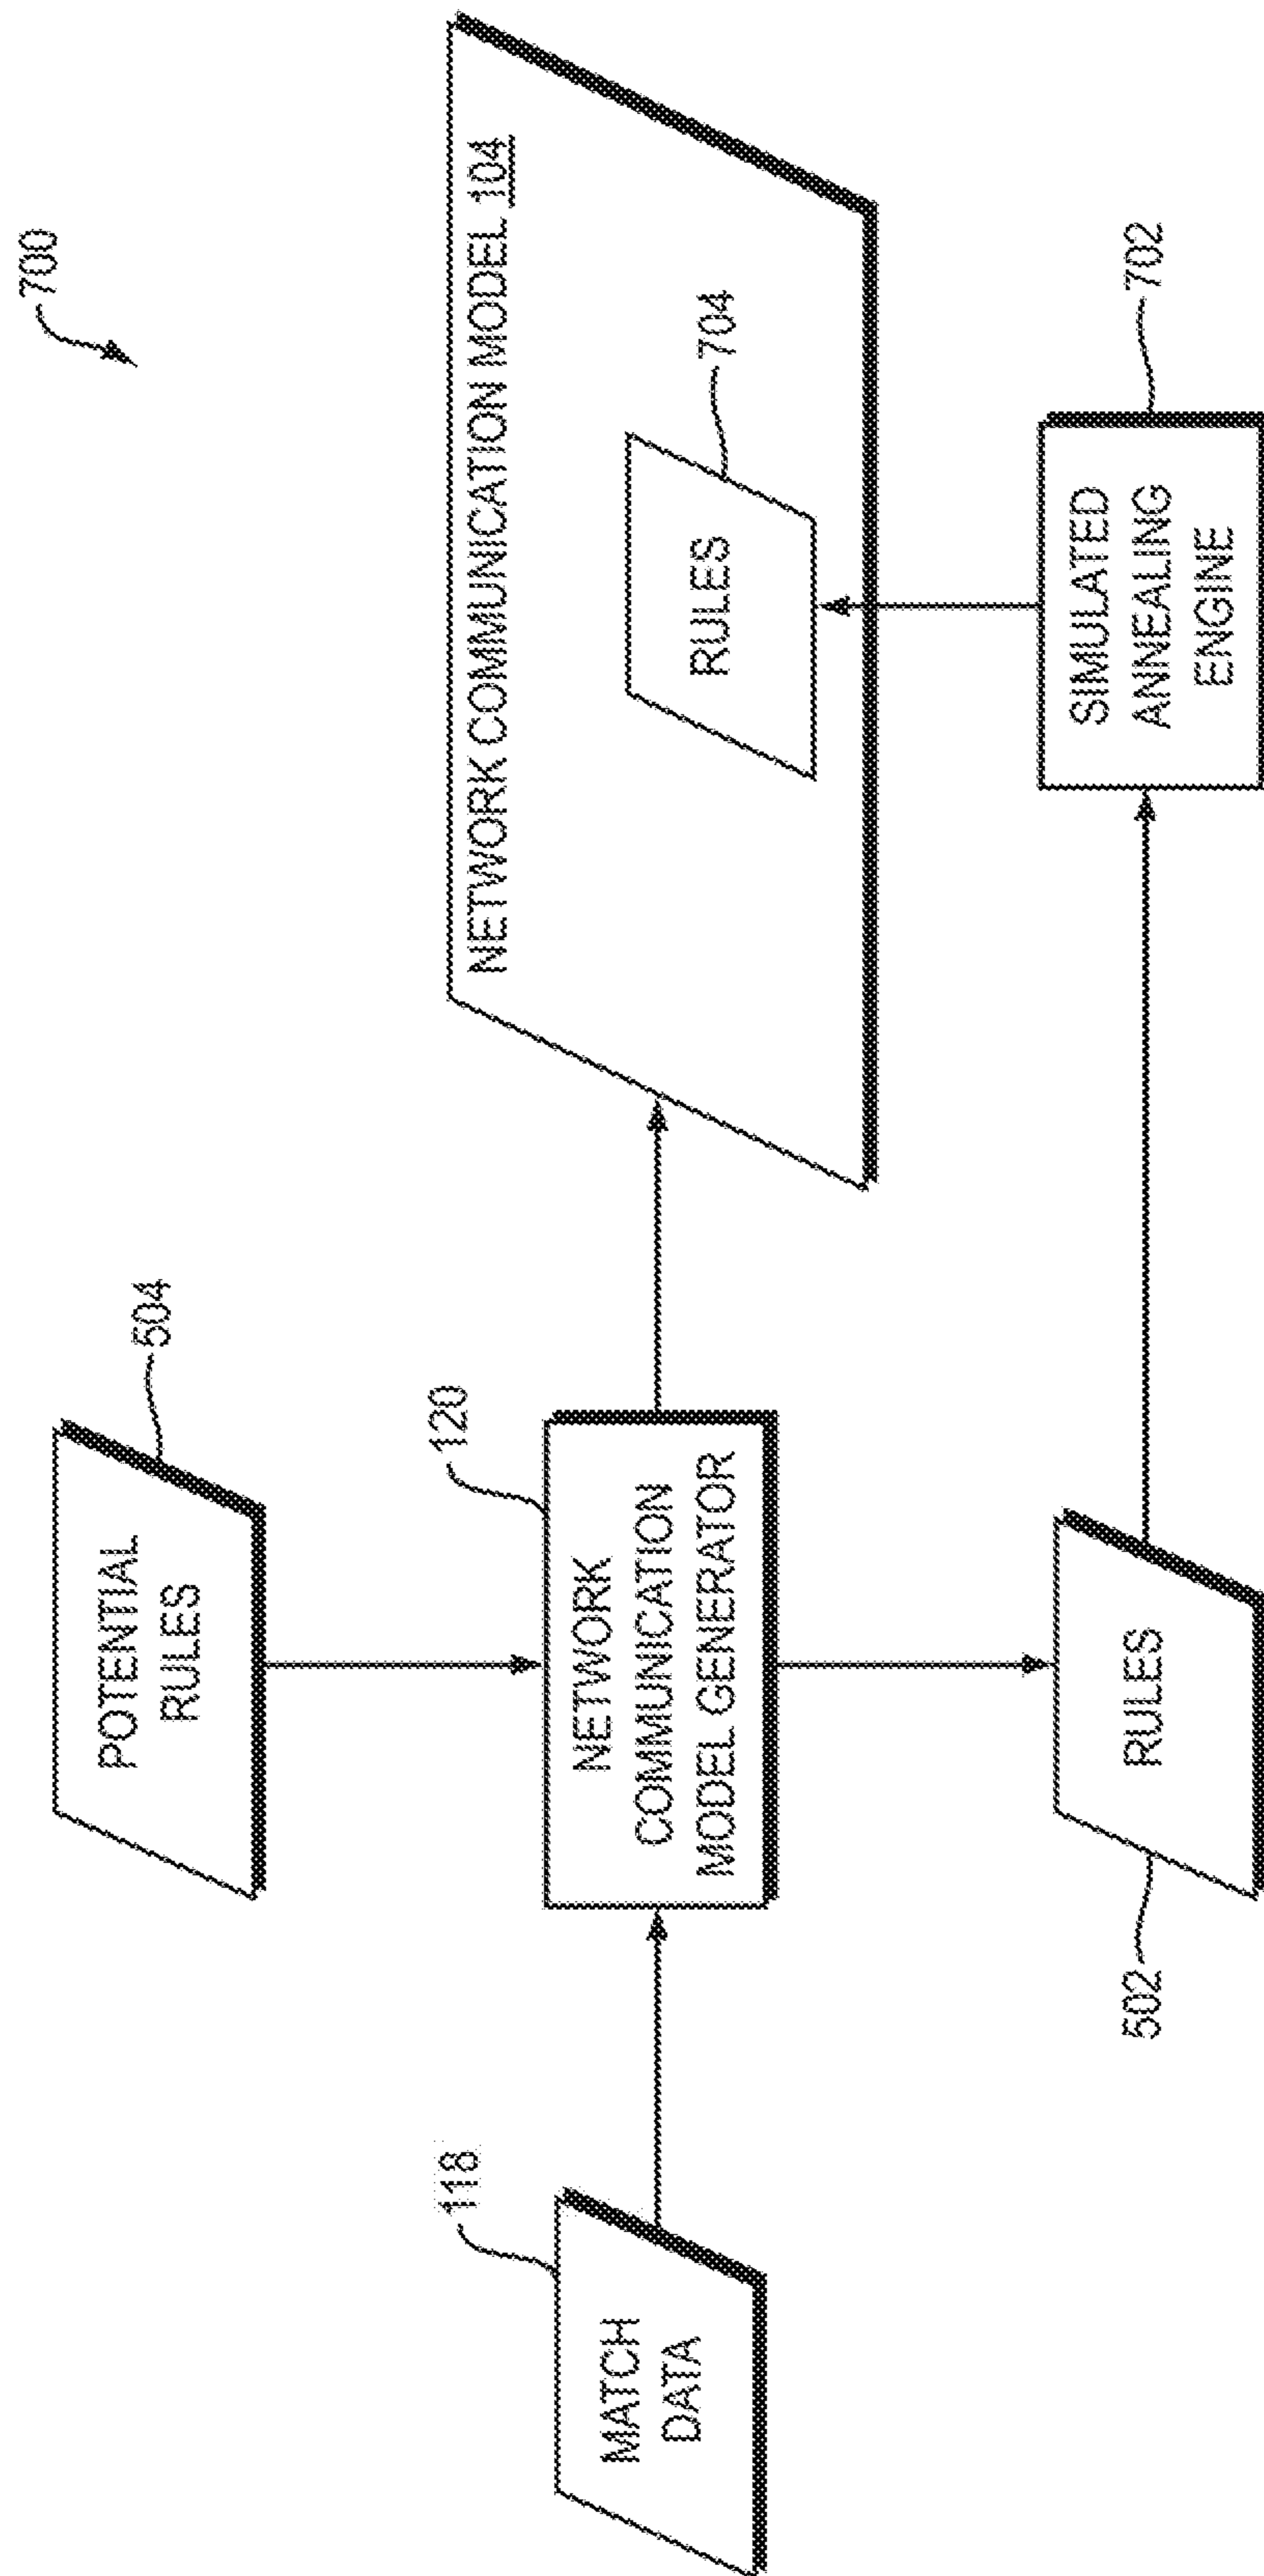 700
POTENTIAL
RULES
504
118
MATCH
DATA
120
NETWORK
COMMUNICATION
MODEL GENERATOR
NETWORK COMMUNICATION MODEL 104
RULES
704
502
RULES
SIMULATED
ANNEALING
ENGINE
702